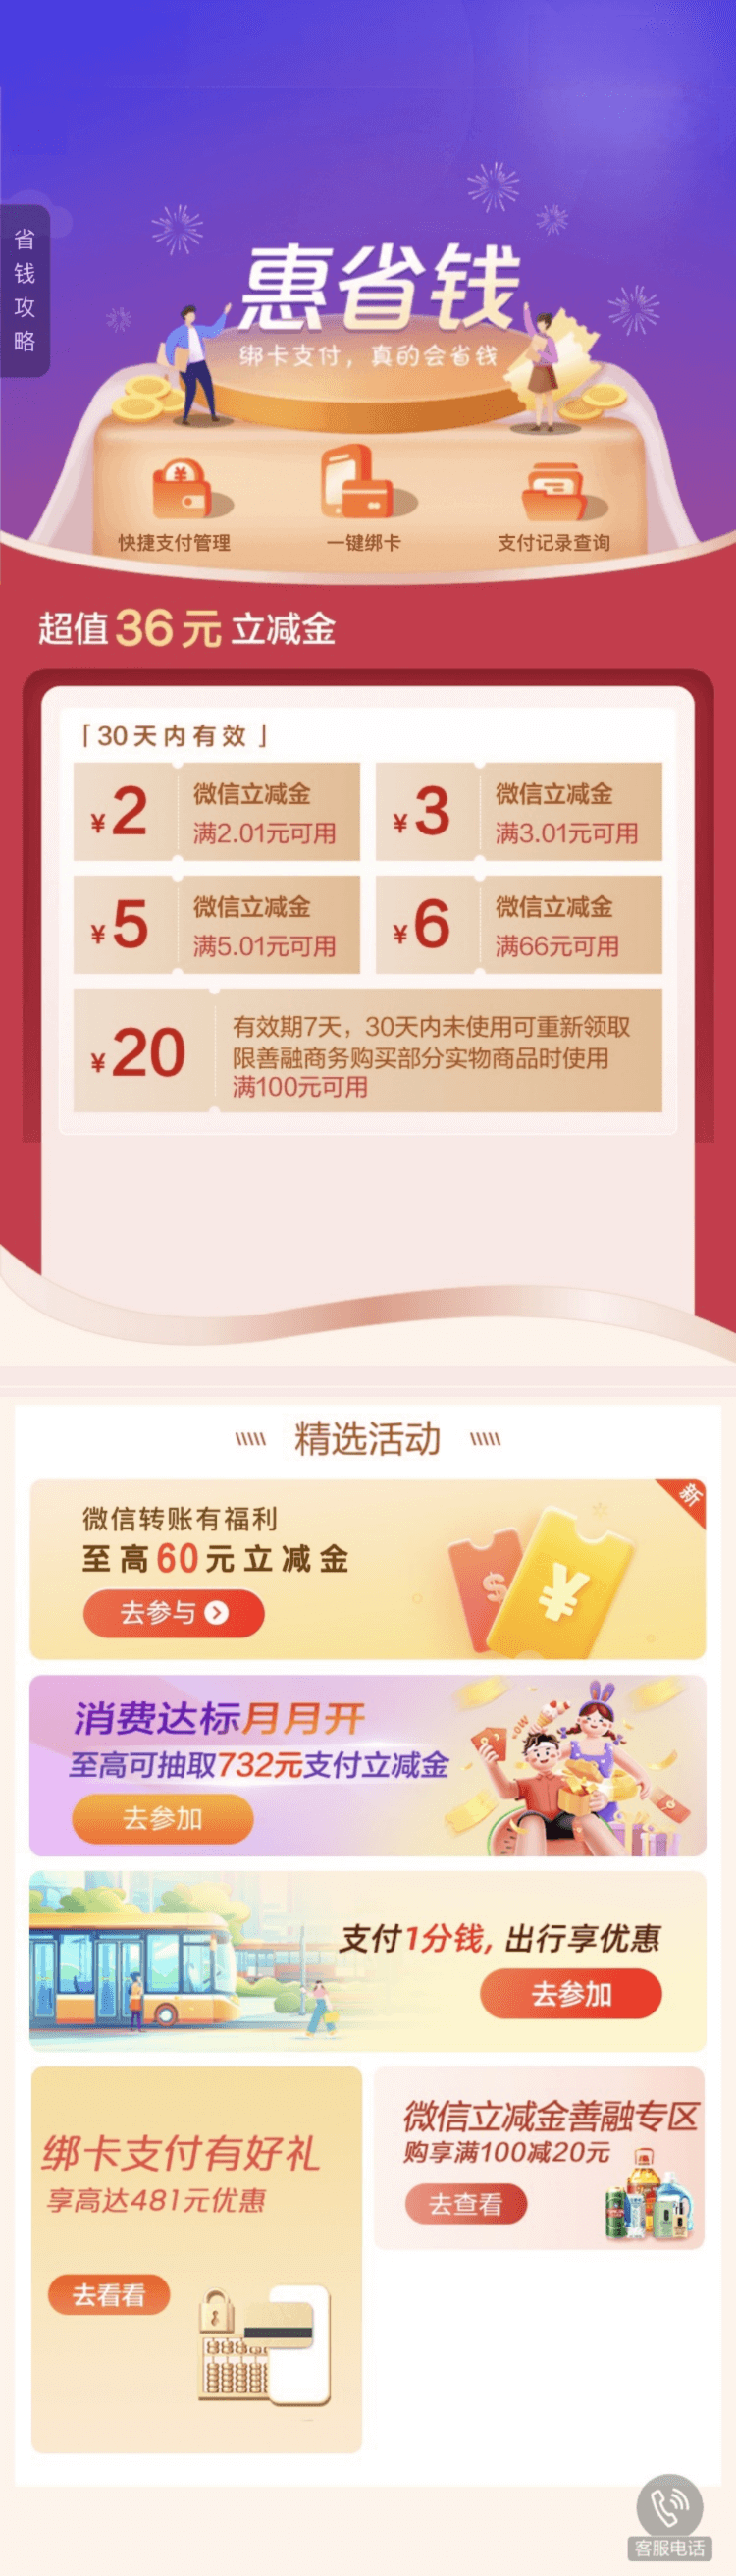 省钱攻略
惠省钱
绑卡支付，真的会省钱
快捷支付管理
一键绑卡
支付记录查询
超值36元立减金
「30天内有效」
¥2
微信立减金
满2.01元可用
¥3
微信立减金
满3.01元可用
¥5
微信立减金
满5.01元可用
¥6
微信立减金
满66元可用
¥20
有效期7天，30天内未使用可重新领取
限善融商务购买部分实物商品时使用
满100元可用
精选活动
新
微信转账有福利
至高60元立减金
去参与
消费达标月月开
至高可抽取732元支付立减金
去参加
支付1分钱，出行享优惠
去参加
绑卡支付有好礼
享高达481元优惠
去看看
微信立减金善融专区
购享满100减20元
去查看
客服电话